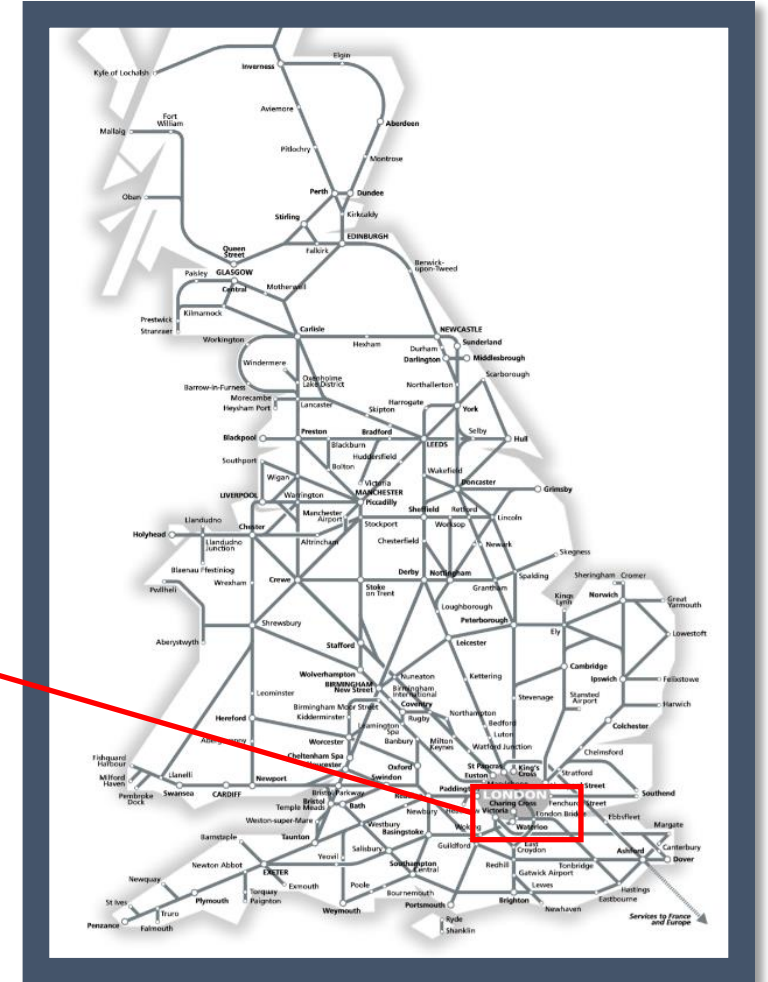 Elgin
Inverness
Kyle of Lochalsh
Aviemore
Fort
William
Aberdeen
Mallaig
Pitlochry
Montrose
Perth
Dundee
Oban
Stirling
Kirkcaldy
EDINBURGH
Queen
Street
Falkirk
GLASGOW
Central
Paisley
Motherwell
Berwick-
upon-Tweed
Prestwick
Kilmarnock
Stranraer
Carlisle
NEWCASTLE
Workington
Hexham
Sunderland
Durham
Darlington
Middlesbrough
Windermere
Scarborough
Oxenholme
Lake District
Barrow-in-Furness
Northallerton
Morecambe
Heysham Port
Lancaster
Harrogate
York
Skipton
Blackpool
Preston
Bradford
Selby
Hull
Blackburn
LEEDS
Huddersfield
Southport
Bolton
Wakefield
Wigan
Victoria
MANCHESTER
Piccadilly
Doncaster
Grimsby
LIVERPOOL
Warrington
Manchester
Airport
Sheffield
Retford
Lincoln
Llandudno
Chester
Stockport
Worksop
Holyhead
Llandudno
Junction
Altrincham
Chesterfield
Newark
Skegness
Blaenau Ffestiniog
Derby
Nottingham
Sheringham
Cromer
Pwllheli
Wrexham
Crewe
Stoke
on Trent
Grantham
Spalding
Kings
Lynn
Norwich
Great
Yarmouth
Loughborough
Peterborough
Aberystwyth
Shrewsbury
Ely
Lowestoft
Stafford
Leicester
Wolverhampton
Cambridge
BIRMINGHAM
New Street
Nuneaton
Kettering
Ipswich
Felixstowe
Leominster
Birmingham
International
Stansted
Airport
Stevenage
Harwich
Birmingham Moor Street
Coventry
Kidderminster
Rugby
Northampton
Hereford
Leamington
Spa
Bedford
Colchester
Worcester
Banbury
Milton
Keynes
Luton
Watford Junction
Chelmsford
Cheltenham Spa
Oxford
St Pancras
King's
Cross
Fishguard
Harbour
Euston
Stratford
Milford
Haven
Llanelli
Newport
Swindon
LONDON
Southend
Pembroke
Dock
Swansea
CARDIFF
Bristol
Temple Meads
Parkway
Bath
Charing Cross
Fenchurch Street
Newbury
Victoria
London Bridge
Ebbsfleet
Weston-super-Mare
Westbury
Waterloo
Margate
Barnstaple
Taunton
Basingstoke
Woking
East
Croydon
Canterbury
Salisbury
Guildford
Ashford
Dover
Newton Abbot
Yeovil
Southampton
Central
Redhill
Tonbridge
EXETER
Gatwick Airport
Newquay
Exmouth
Poole
Lewes
Hastings
Eastbourne
St Ives
Plymouth
Torquay
Paignton
Bournemouth
Brighton
Newhaven
Truro
Weymouth
Portsmouth
Penzance
Falmouth
Ryde
Shanklin
Services to France
and Europe